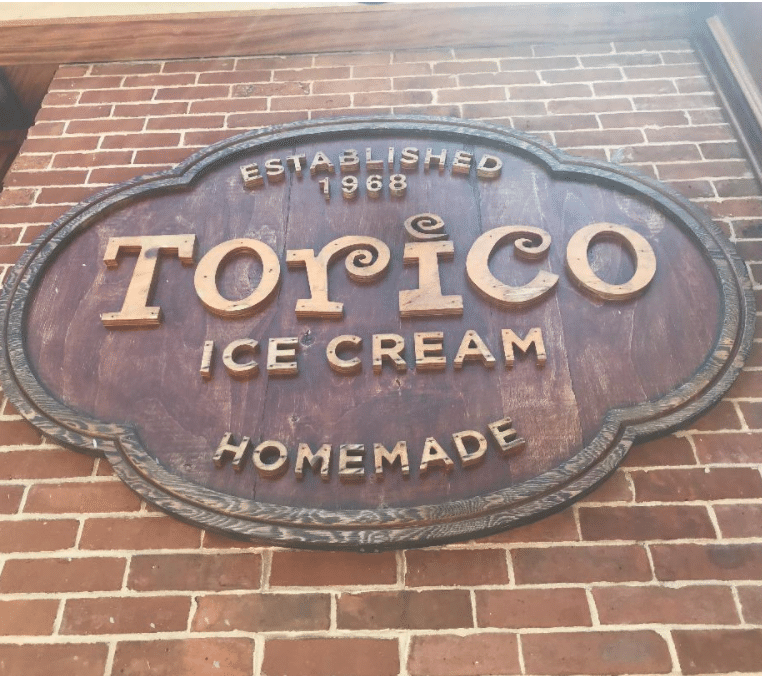 ESTABLISHED
1968
Torico
ICE CREAM
HOMEMADE